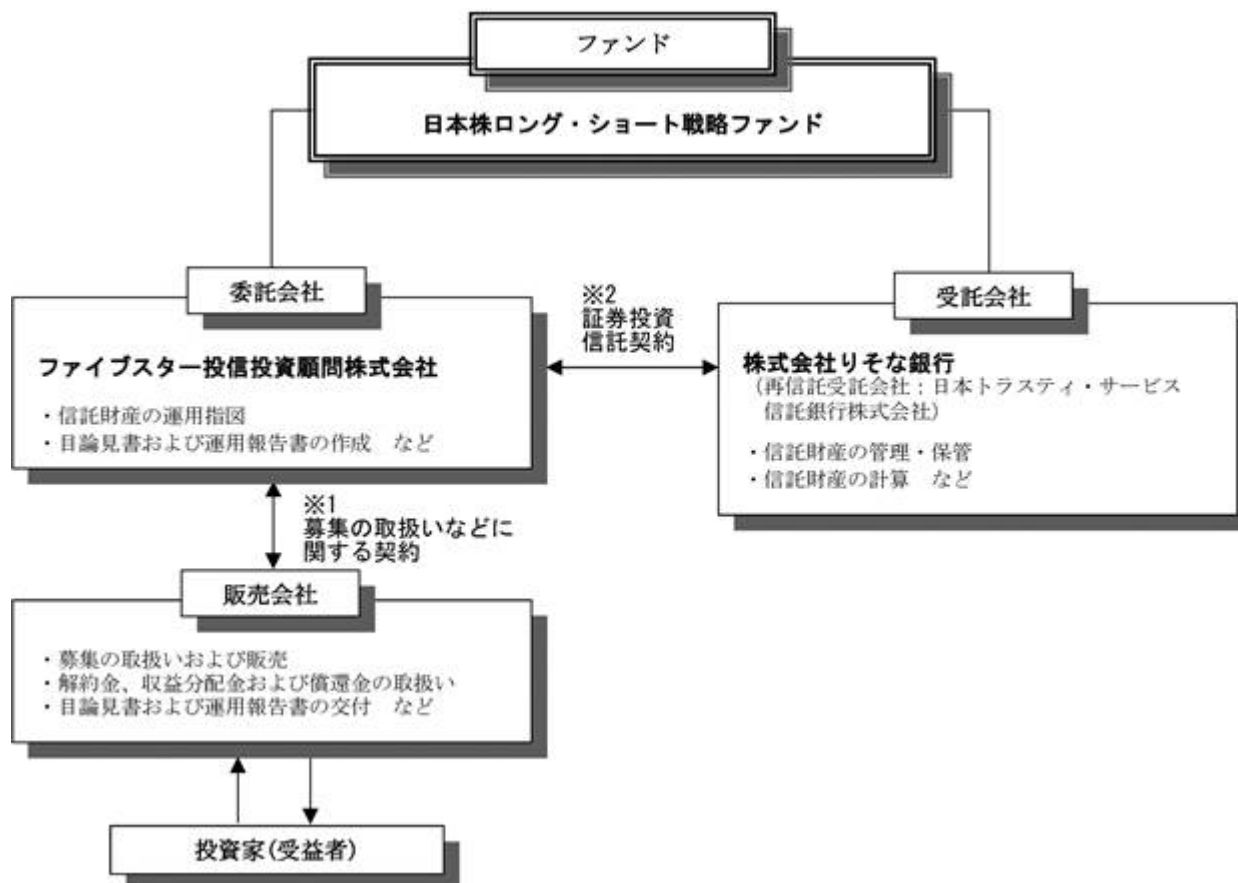 ファンド
日本株ロング・ショート戦略ファンド
委託会社
ファイブスター投信投資顧問株式会社
・信託財産の運用指図
・目論見書および運用報告書の作成　など
※2
証券投資
信託契約
受託会社
株式会社りそな銀行
(再信託受託会社：日本トラスティ・サービス
信託銀行株式会社)
・信託財産の管理・保管
・信託財産の計算　など
※1
募集の取扱いなどに
関する契約
販売会社
・募集の取扱いおよび販売
・解約金、収益分配金および償還金の取扱い
・目論見書および運用報告書の交付　など
投資家(受益者)